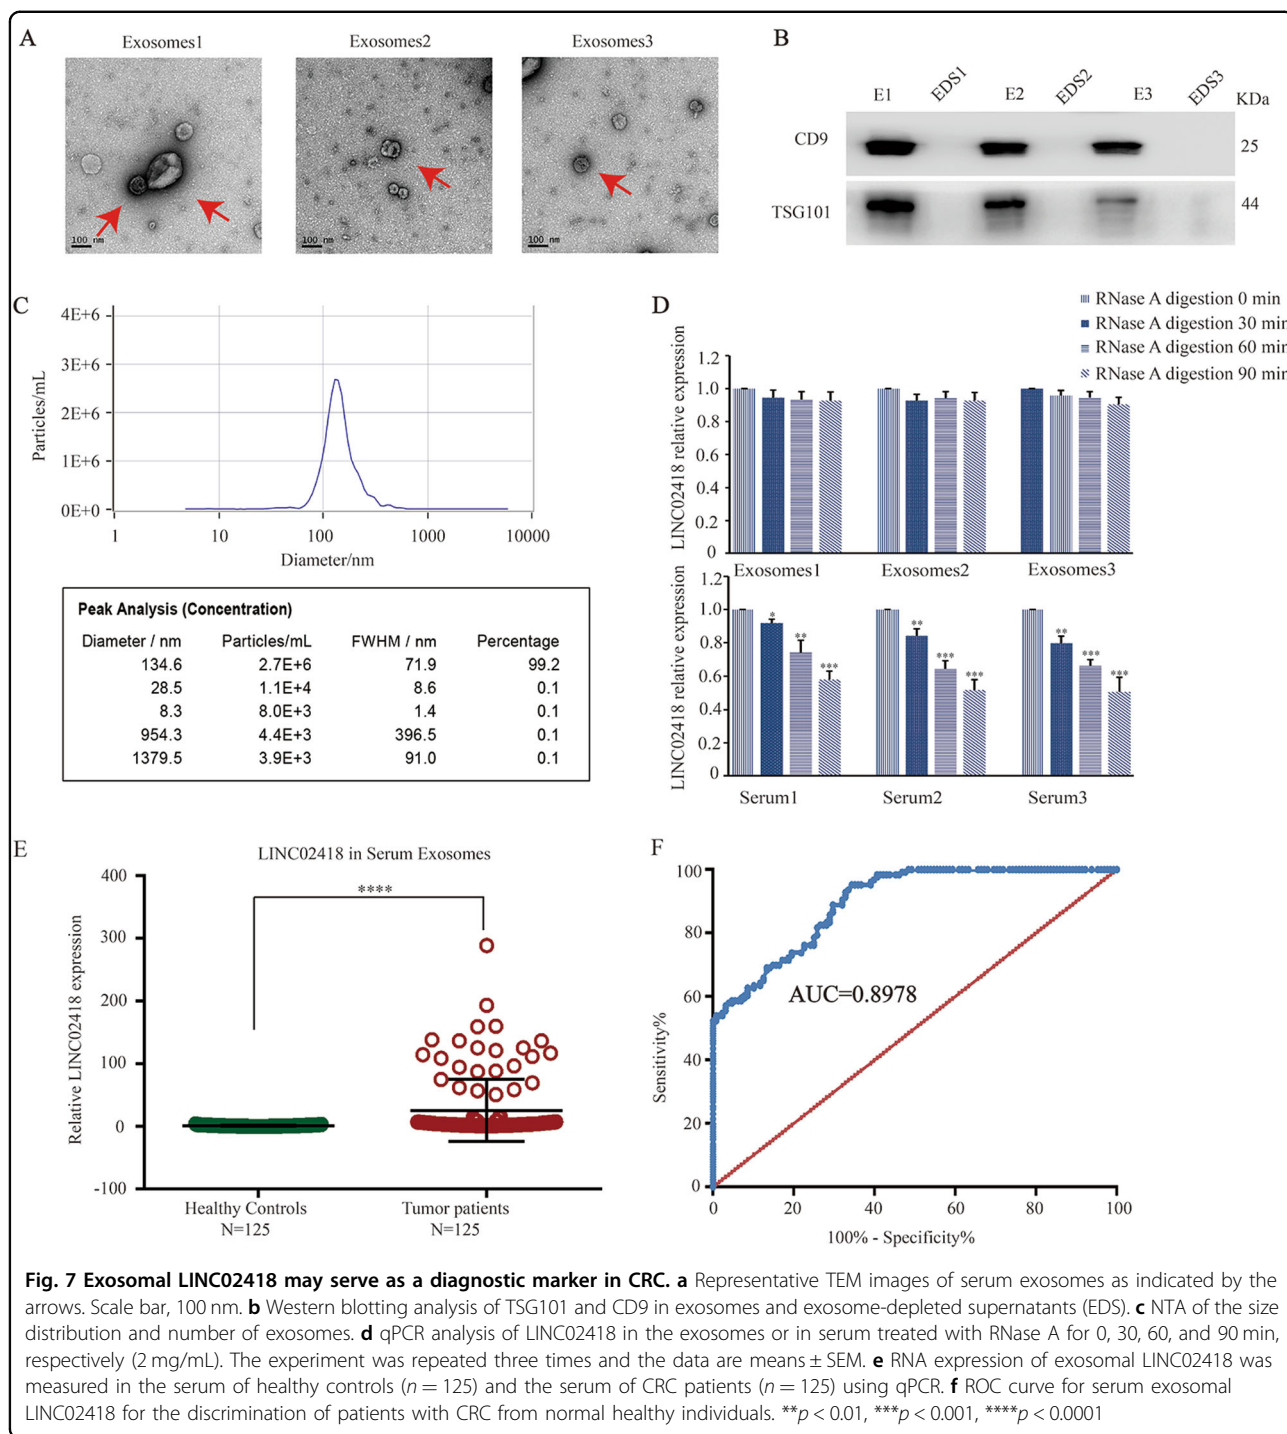 A
Exosomes1
Exosomes2
Exosomes3
100 nm
100 nm
100 nm
B
E1
EDS1
E2
EDS2
E3
EDS3
KDa
CD9
25
TSG101
44
C
4E+6
3E+6
2E+6
1E+6
0E+0
Particles/mL
1
10
100
1000
10000
Diameter/nm
Peak Analysis (Concentration)
Diameter / nm Particles/mL FWHM / nm Percentage
134.6 2.7E+6 71.9 99.2
28.5 1.1E+4 8.6 0.1
8.3 8.0E+3 1.4 0.1
954.3 4.4E+3 396.5 0.1
1379.5 3.9E+3 91.0 0.1
D
RNase A digestion 0 min
RNase A digestion 30 min
RNase A digestion 60 min
RNase A digestion 90 min
LINC02418 relative expression
1.2
1.0
0.8
0.6
0.4
0.2
0
Exosomes1
Exosomes2
Exosomes3
LINC02418 relative expression
1.2
1.0
0.8
0.6
0.4
0.2
0
* ** ***
** *** ***
** *** ***
Serum1
Serum2
Serum3
E
LINC02418 in Serum Exosomes
****
Relative LINC02418 expression
400
300
200
100
0
-100
Healthy Controls
N=125
Tumor patients
N=125
F
Sensitivity%
100
80
60
40
20
0
AUC=0.8978
0
20
40
60
80
100
100% - Specificity%
Fig. 7 Exosomal LINC02418 may serve as a diagnostic marker in CRC. a Representative TEM images of serum exosomes as indicated by the
arrows. Scale bar, 100 nm. b Western blotting analysis of TSG101 and CD9 in exosomes and exosome-depleted supernatants (EDS). c NTA of the size
distribution and number of exosomes. d qPCR analysis of LINC02418 in the exosomes or in serum treated with RNase A for 0, 30, 60, and 90 min,
respectively (2 mg/mL). The experiment was repeated three times and the data are means ± SEM. e RNA expression of exosomal LINC02418 was
measured in the serum of healthy controls (n = 125) and the serum of CRC patients (n = 125) using qPCR. f ROC curve for serum exosomal
LINC02418 for the discrimination of patients with CRC from normal healthy individuals. **p < 0.01, ***p < 0.001, ****p < 0.0001